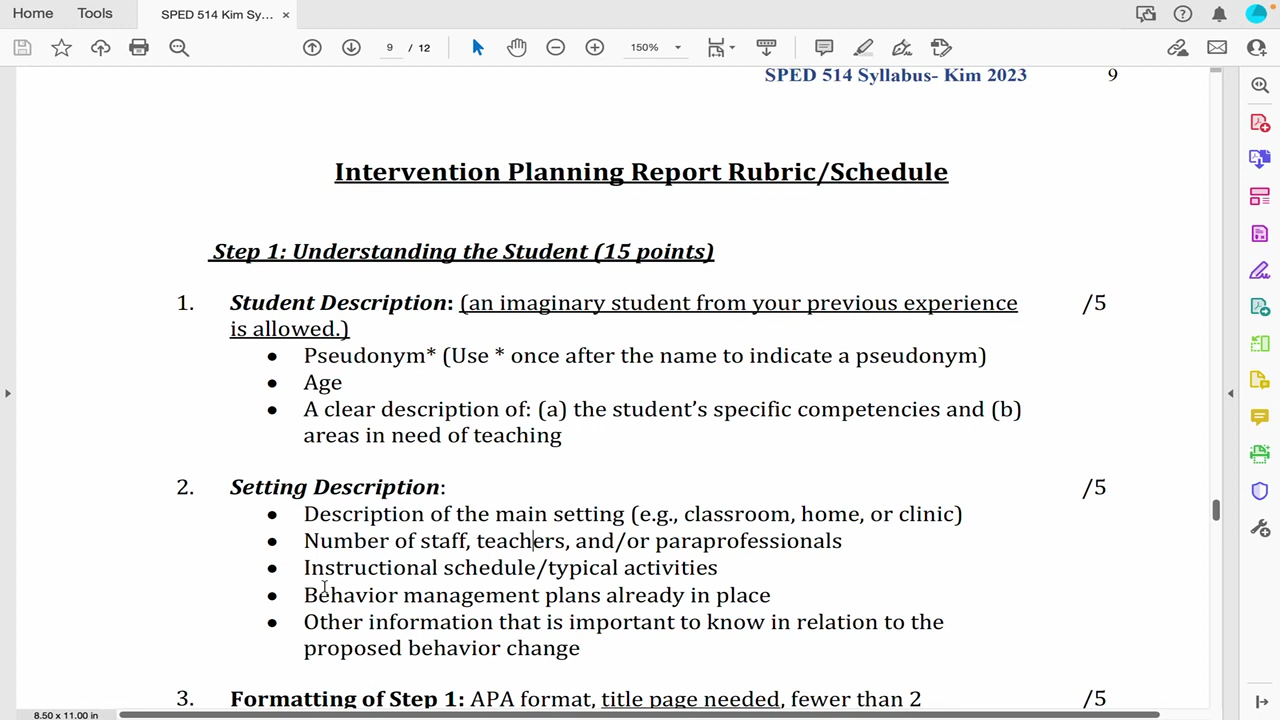 Home Tools SPED 514 Kim Sy... ×
9 / 12 150%
SPED 514 Syllabus- Kim 2023 9
Intervention Planning Report Rubric/Schedule
Step 1: Understanding the Student (15 points)
1. Student Description: (an imaginary student from your previous experience /5
is allowed.)
• Pseudonym* (Use * once after the name to indicate a pseudonym)
• Age
• A clear description of: (a) the student’s specific competencies and (b)
areas in need of teaching
2. Setting Description: /5
• Description of the main setting (e.g., classroom, home, or clinic)
• Number of staff, teachers, and/or paraprofessionals
• Instructional schedule/typical activities
• Behavior management plans already in place
• Other information that is important to know in relation to the
proposed behavior change
3. Formatting of Step 1: APA format, title page needed, fewer than 2 /5
8.50 x 11.00 in